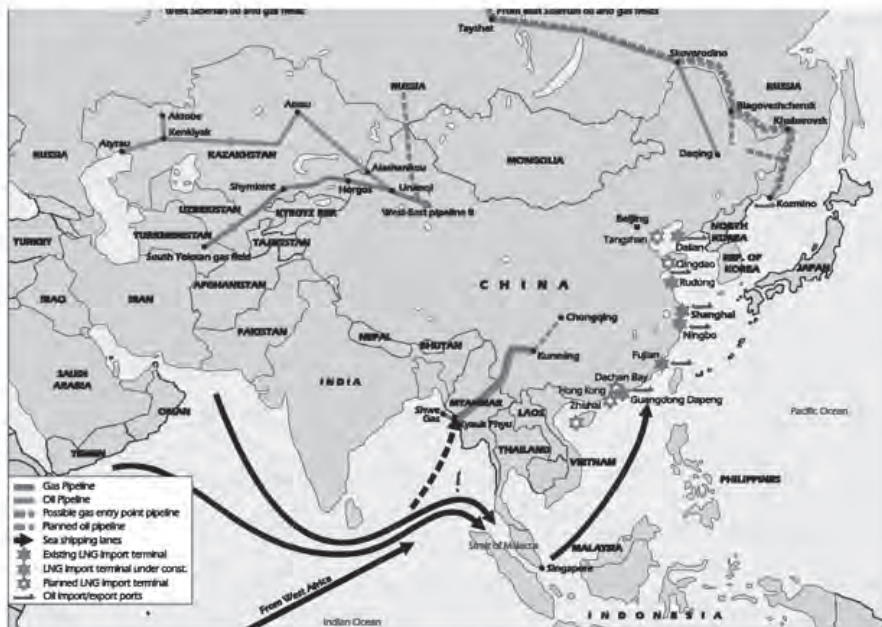 West Siberian oil and gas fields
From East Siberian oil and gas fields
Tayshet
Skovorodino
RUSSIA
RUSSIA
Blagoveshchensk
Khabarovsk
Aktobe
Kenkiyak
Atasu
Atyrau
RUSSIA
KAZAKHSTAN
Alashankou
MONGOLIA
Daqing
Shymkent
Horgos
Urumqi
Kozmino
UZBEKISTAN
KYRGYZ REP.
West-East pipeline II
Beijing
NORTH
KOREA
TURKEY
TURKMENISTAN
TAJIKISTAN
Tangshan
Dalian
South Yolotan gas field
Qingdao
REP. OF
KOREA
JAPAN
AFGHANISTAN
CHINA
Rudong
IRAQ
IRAN
Shanghai
Chongqing
Ningbo
PAKISTAN
NEPAL
BHUTAN
Kunming
Fujian
SAUDI
ARABIA
INDIA
Dachan Bay
MYANMAR
Hong Kong
Guangdong Dapeng
OMAN
Shwe
Gas
Kyauk Phyu
LAOS
Zhuhai
Pacific Ocean
YEMEN
THAILAND
VIETNAM
PHILIPPINES
Gas Pipeline
Oil Pipeline
Possible gas entry point pipeline
Planned oil pipeline
Sea shipping lanes
Existing LNG import terminal
LNG import terminal under const.
Planned LNG import terminal
Oil import/export ports
Strait of Malacca
MALAYSIA
Singapore
From West Africa
Indian Ocean
INDONESIA